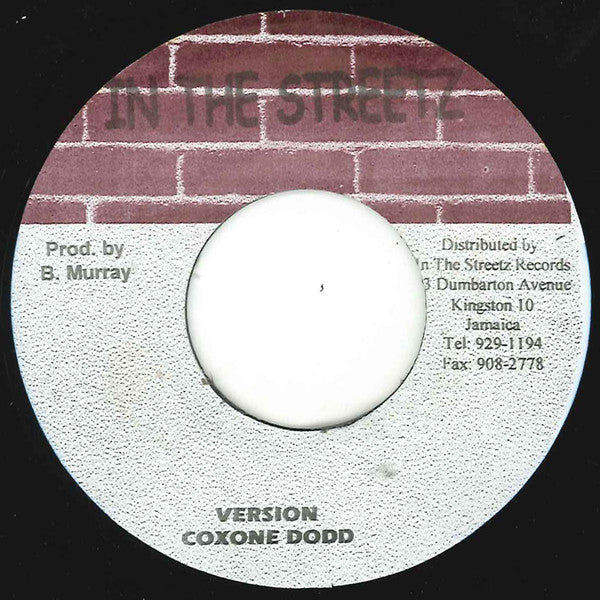 IN THE STREETZ
Prod. by
B. Murray
Distributed by
In The Streetz Records
3 Dumbarton Avenue
Kingston 10
Jamaica
Tel: 929-1194
Fax: 908-2778
VERSION
COXONE DODD